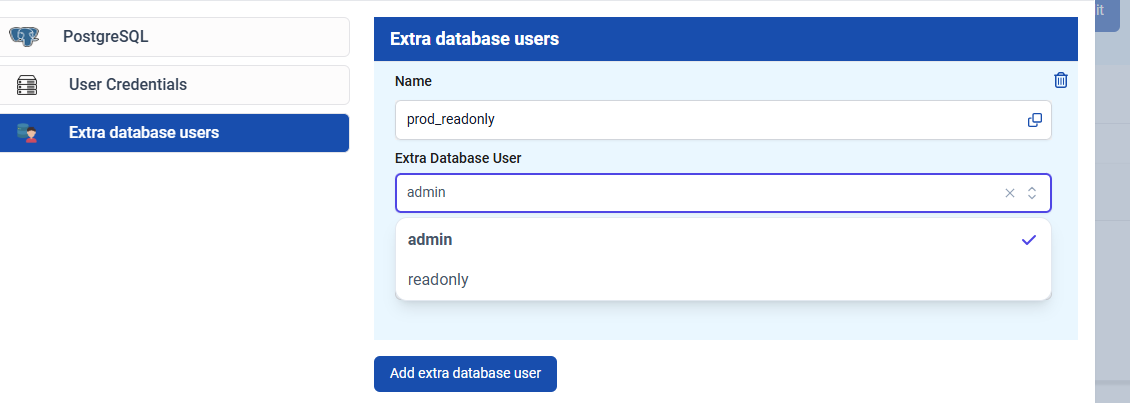 PostgreSQL
User Credentials
Extra database users
Extra database users
Name
prod_readonly
Extra Database User
admin
admin
readonly
Add extra database user
it